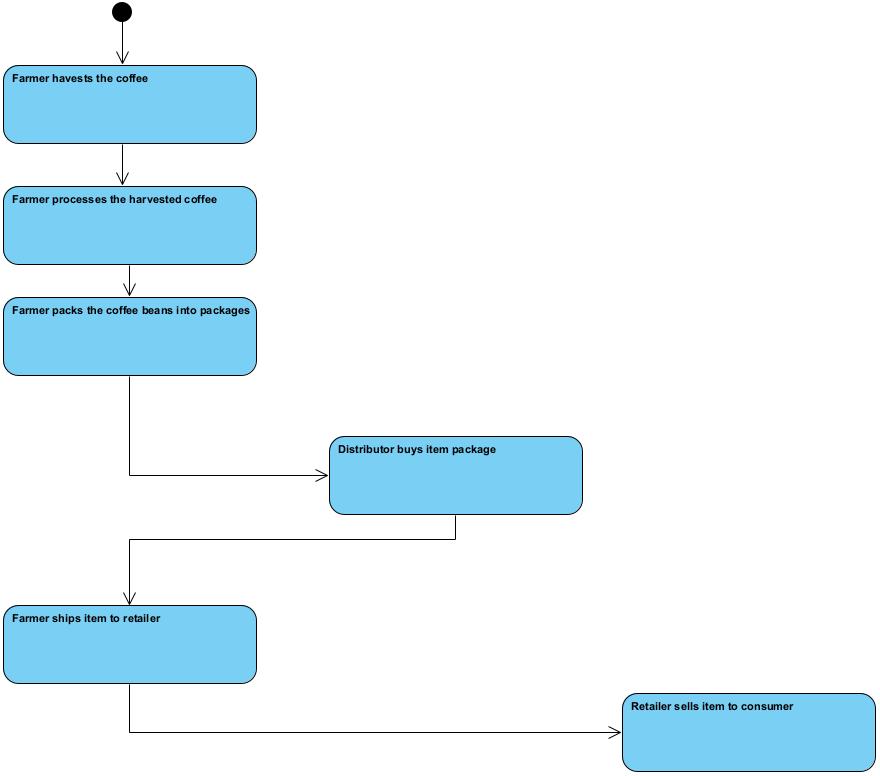 Farmer havests the coffee
Farmer processes the harvested coffee
Farmer packs the coffee beans into packages
Distributor buys item package
Farmer ships item to retailer
Retailer sells item to consumer